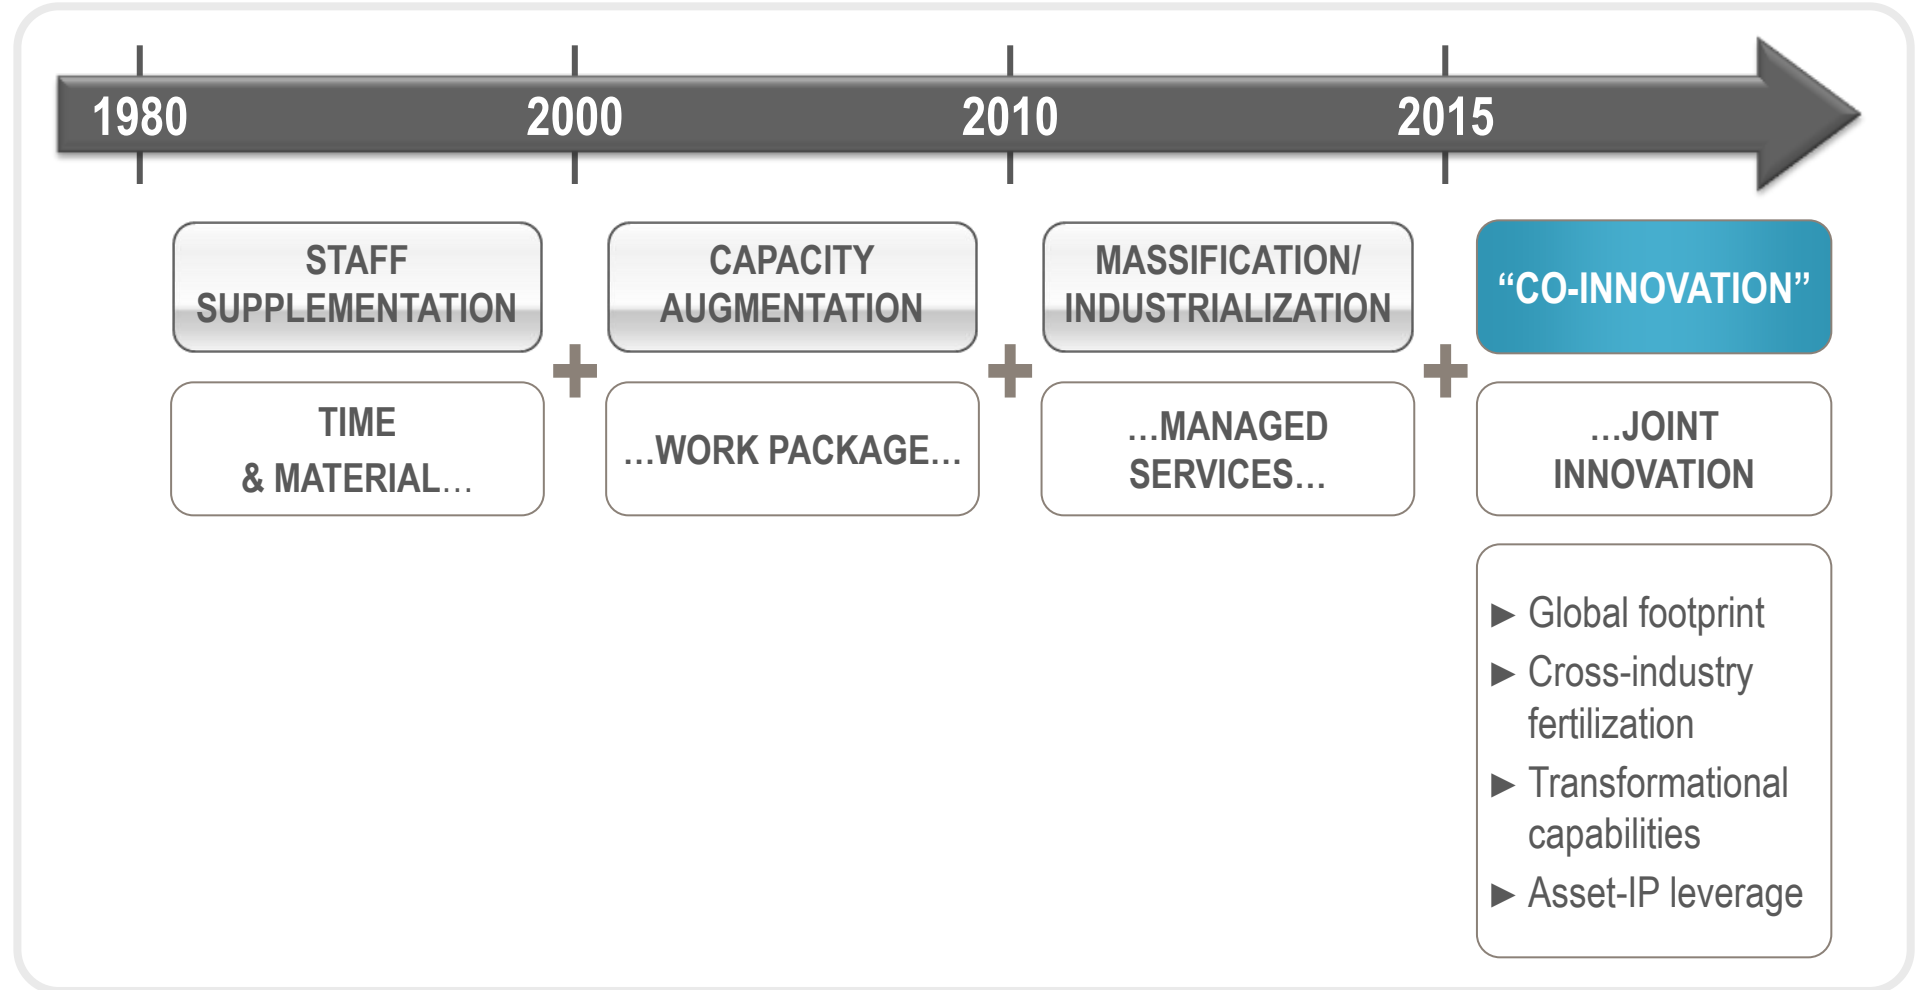 1980
2000
2010
2015
STAFF
SUPPLEMENTATION
CAPACITY
AUGMENTATION
MASSIFICATION/
INDUSTRIALIZATION
“CO-INNOVATION”
+
+
+
TIME
& MATERIAL…
…WORK PACKAGE…
…MANAGED
SERVICES…
…JOINT
INNOVATION
► Global footprint
► Cross-industry
fertilization
► Transformational
capabilities
► Asset-IP leverage